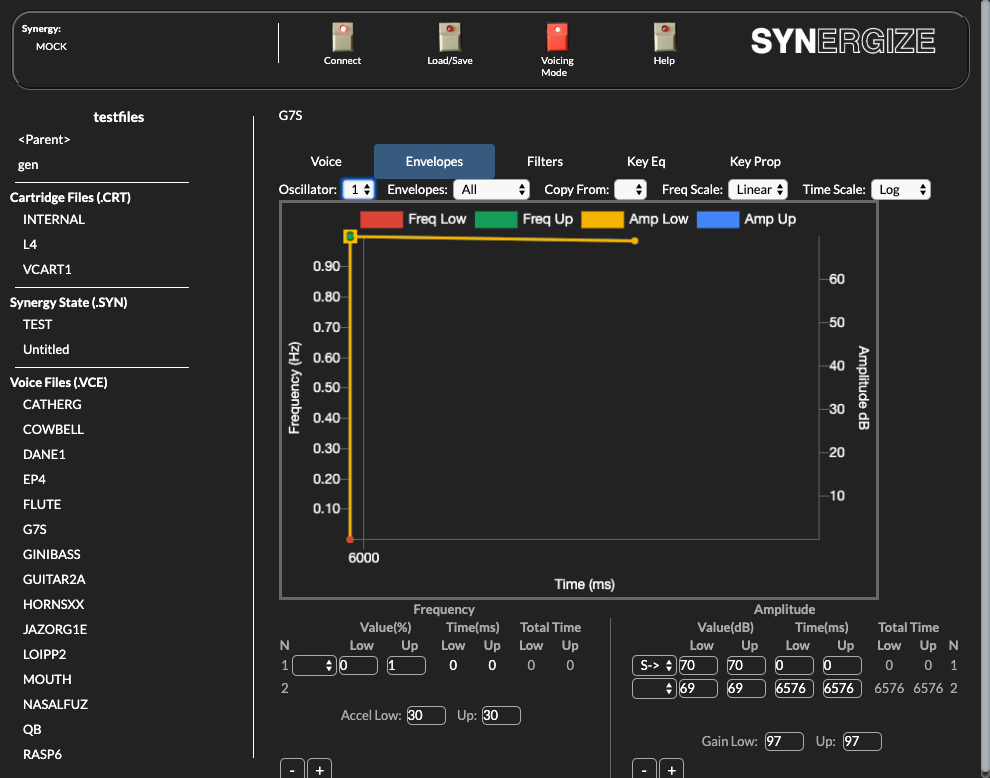 Synergy:
MOCK
Connect
Load/Save
Voicing
Mode
Help
SYNERGIZE
testfiles
<Parent>
gen
Cartridge Files (.CRT)
INTERNAL
L4
VCART1
Synergy State (.SYN)
TEST
Untitled
Voice Files (.VCE)
CATHERG
COWBELL
DANE1
EP4
FLUTE
G7S
GINIBASS
GUITAR2A
HORNSXX
JAZORG1E
LOIPP2
MOUTH
NASALFUZ
QB
RASP6
G7S
Voice Envelopes Filters Key Eq Key Prop
Oscillator: 1 Envelopes: All Copy From: Freq Scale: Linear Time Scale: Log
Freq Low Freq Up Amp Low Amp Up
0.90
0.80
0.70
0.60
0.50
0.40
0.30
0.20
0.10
Frequency (Hz)
60
50
40
30
20
10
Amplitude dB
6000
Time (ms)
Frequency
Value(%) Time(ms) Total Time
N Low Up Low Up Low Up
1 0 1 0 0 0 0
2
Accel Low: 30 Up: 30
- +
Amplitude
Value(dB) Time(ms) Total Time
Low Up Low Up Low Up N
S-> 70 70 0 0 0 0 1
69 69 6576 6576 6576 6576 2
Gain Low: 97 Up: 97
- +